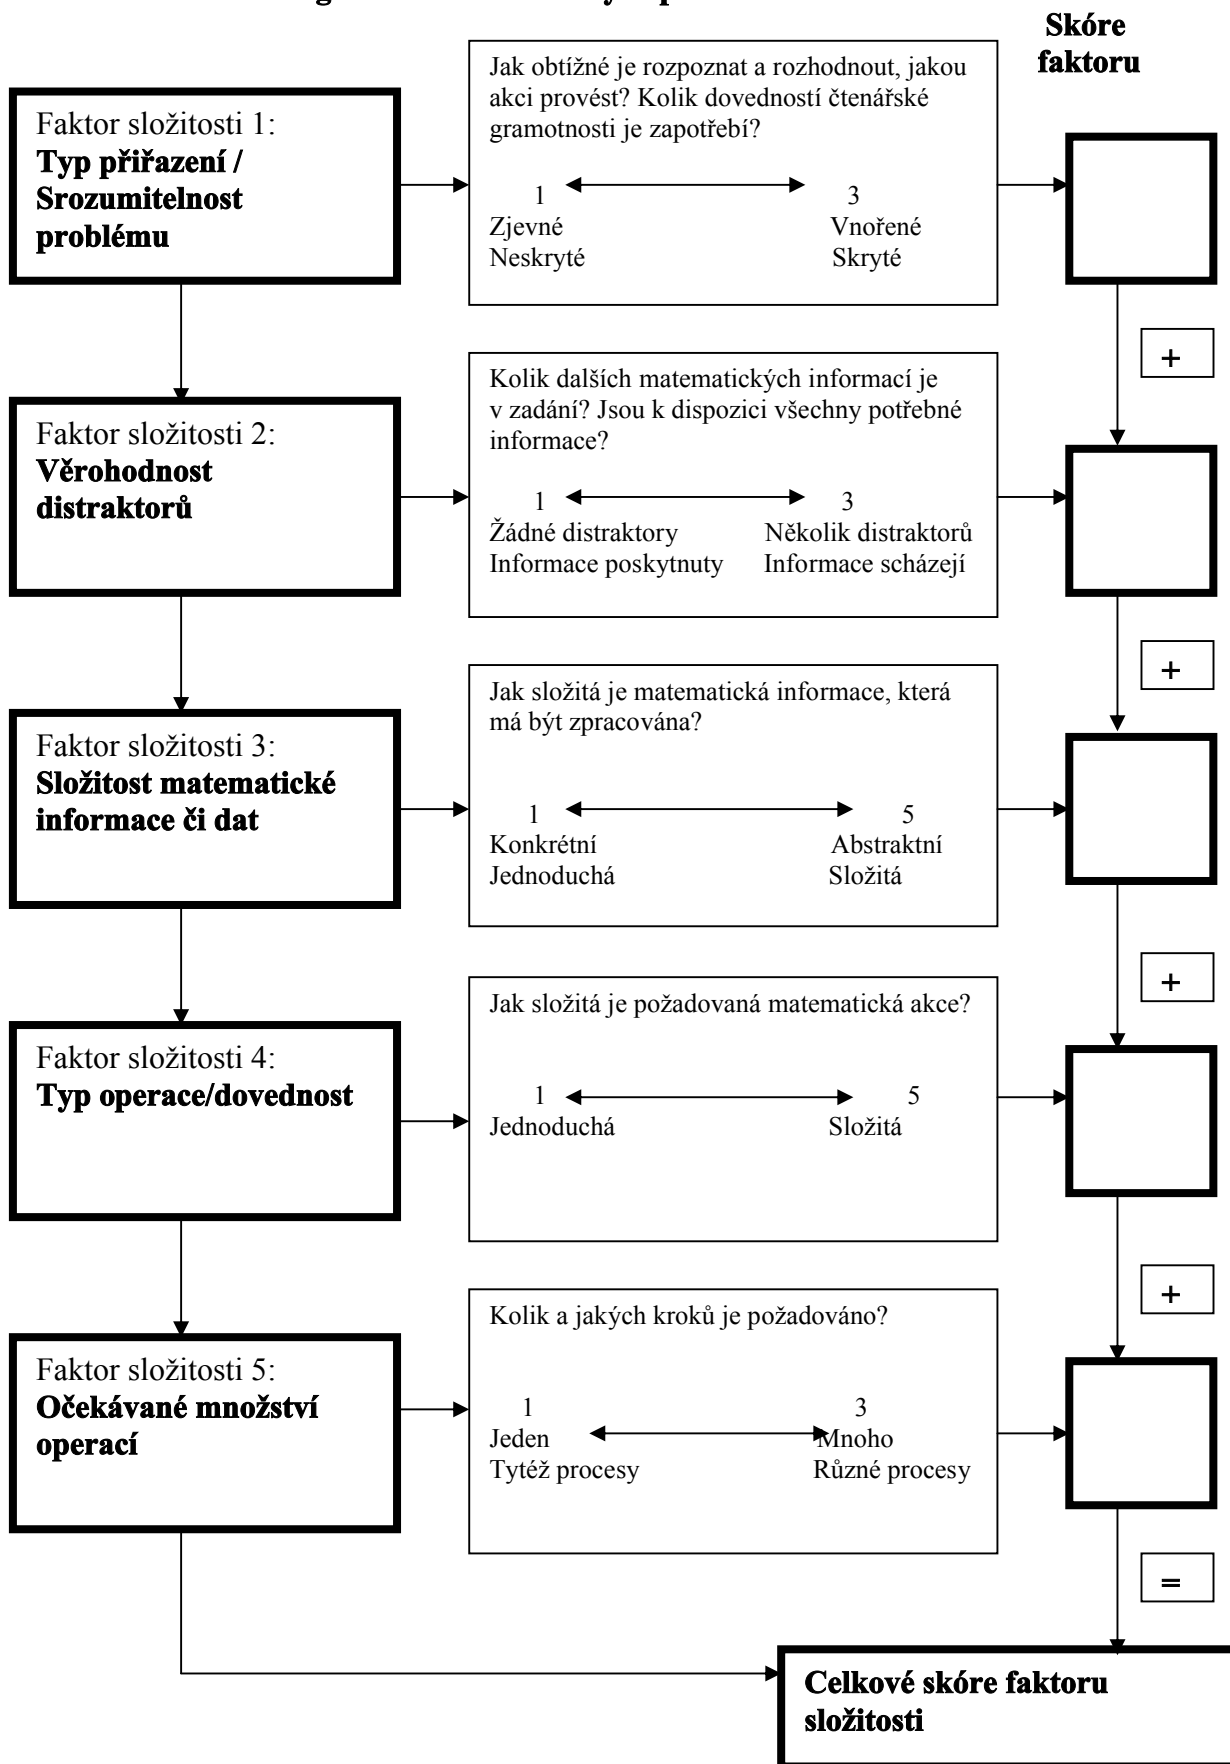 Skóre
faktoru
Faktor složitosti 1:
Typ přiřazení /
Srozumitelnost
problému
Jak obtížné je rozpoznat a rozhodnout, jakou
akci provést? Kolik dovedností čtenářské
gramotnosti je zapotřebí?
1 3
Zjevné Vnořené
Neskryté Skryté
+
Faktor složitosti 2:
Věrohodnost
distraktorů
Kolik dalších matematických informací je
v zadání? Jsou k dispozici všechny potřebné
informace?
1 3
Žádné distraktory Několik distraktorů
Informace poskytnuty Informace scházejí
+
Faktor složitosti 3:
Složitost matematické
informace či dat
Jak složitá je matematická informace, která
má být zpracována?
1 5
Konkrétní Abstraktní
Jednoduchá Složitá
+
Faktor složitosti 4:
Typ operace/dovednost
Jak složitá je požadovaná matematická akce?
1 5
Jednoduchá Složitá
+
Faktor složitosti 5:
Očekávané množství
operací
Kolik a jakých kroků je požadováno?
1 3
Jeden Mnoho
Tytéž procesy Různé procesy
=
Celkové skóre faktoru
složitosti